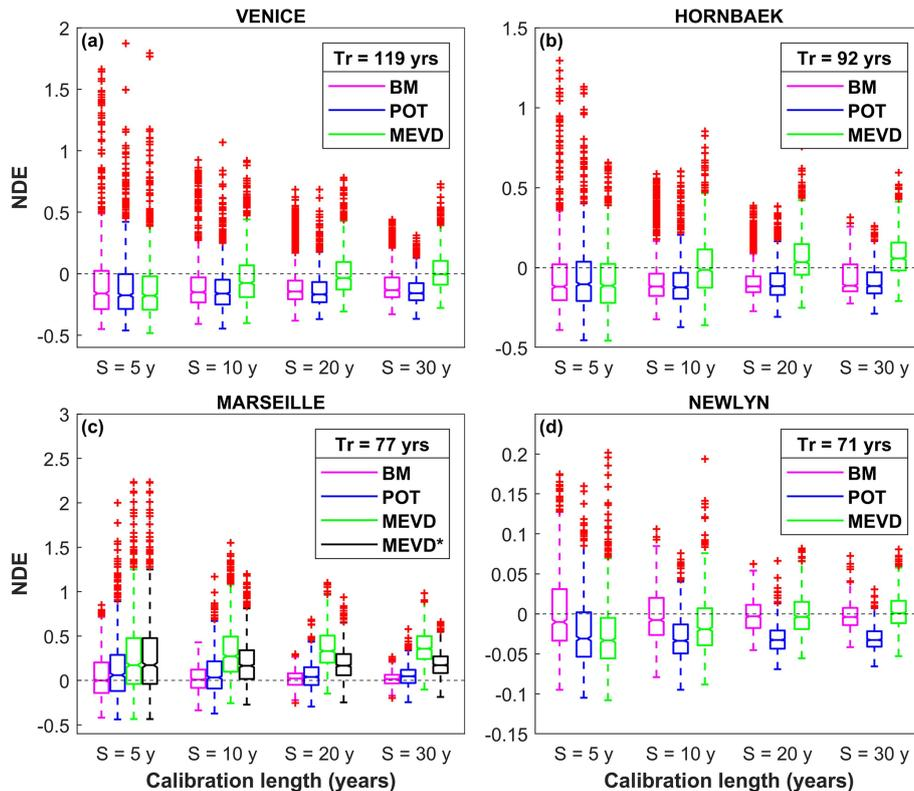 VENICE
(a)
Tr = 119 yrs
BM
POT
MEVD
NDE
2
1.5
1
0.5
0
-0.5
S = 5 y
S = 10 y
S = 20 y
S = 30 y
HORNBAEK
(b)
Tr = 92 yrs
BM
POT
MEVD
1.5
1
0.5
0
-0.5
S = 5 y
S = 10 y
S = 20 y
S = 30 y
MARSEILLE
(c)
Tr = 77 yrs
BM
POT
MEVD
MEVD*
NDE
3
2.5
2
1.5
1
0.5
0
-0.5
S = 5 y
S = 10 y
S = 20 y
S = 30 y
Calibration length (years)
NEWLYN
(d)
Tr = 71 yrs
BM
POT
MEVD
0.2
0.15
0.1
0.05
0
-0.05
-0.1
-0.15
S = 5 y
S = 10 y
S = 20 y
S = 30 y
Calibration length (years)